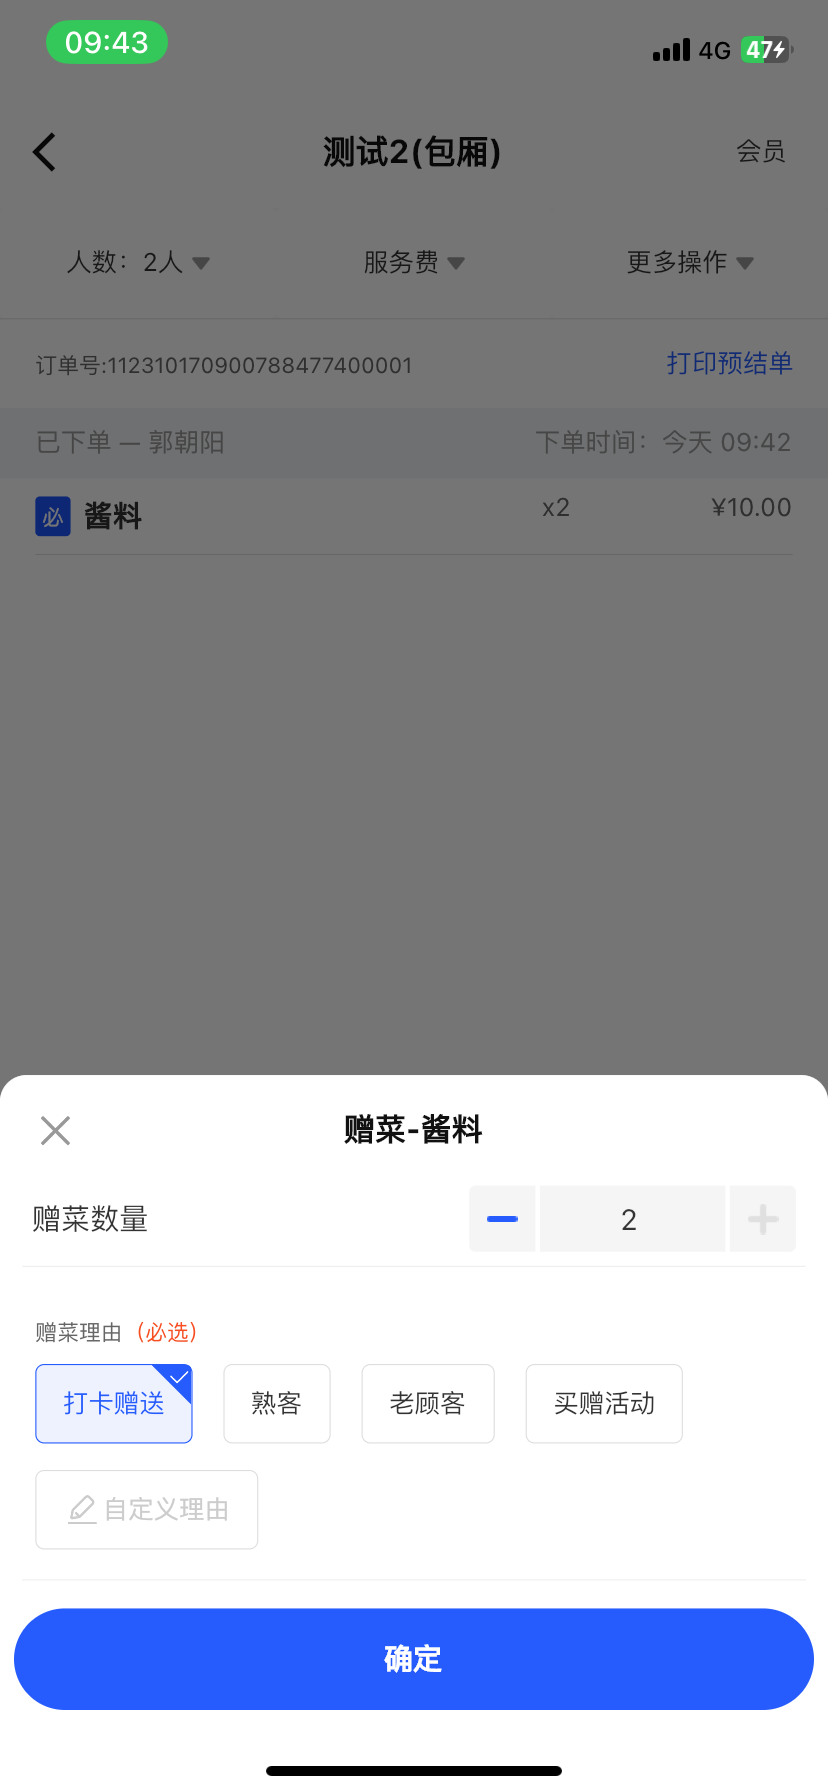 09:43
4G 47
测试2(包厢)
会员
人数：2人
服务费
更多操作
订单号:112310170900788477400001
打印预结单
已下单 — 郭朝阳
下单时间：今天 09:42
必 酱料 x2 ¥10.00
赠菜-酱料
赠菜数量
2
赠菜理由（必选）
打卡赠送
熟客
老顾客
买赠活动
自定义理由
确定